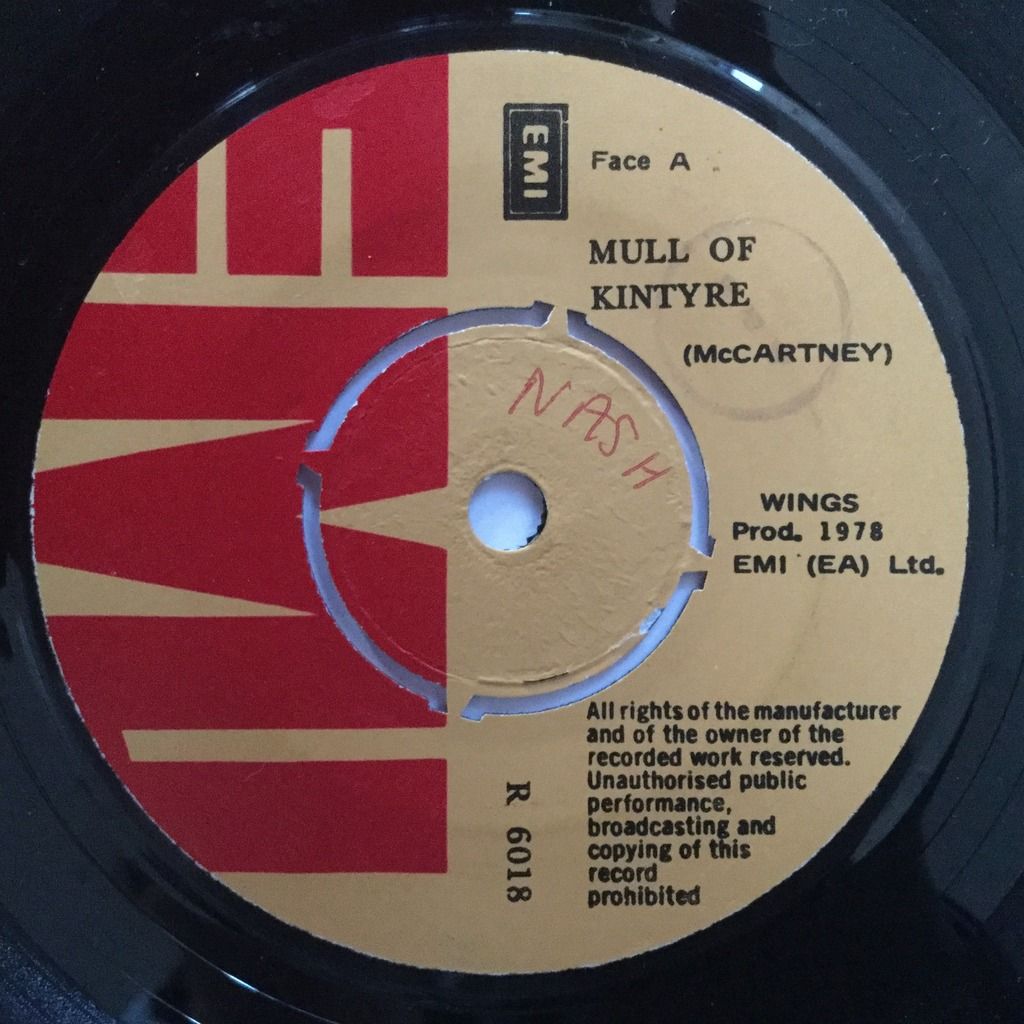 EMI
Face A
MULL OF
KINTYRE
(McCARTNEY)
NASH
WINGS
Prod. 1978
EMI (EA) Ltd.
All rights of the manufacturer
and of the owner of the
recorded work reserved.
Unauthorised public
performance,
broadcasting and
copying of this
record
prohibited
R 6018
EMI